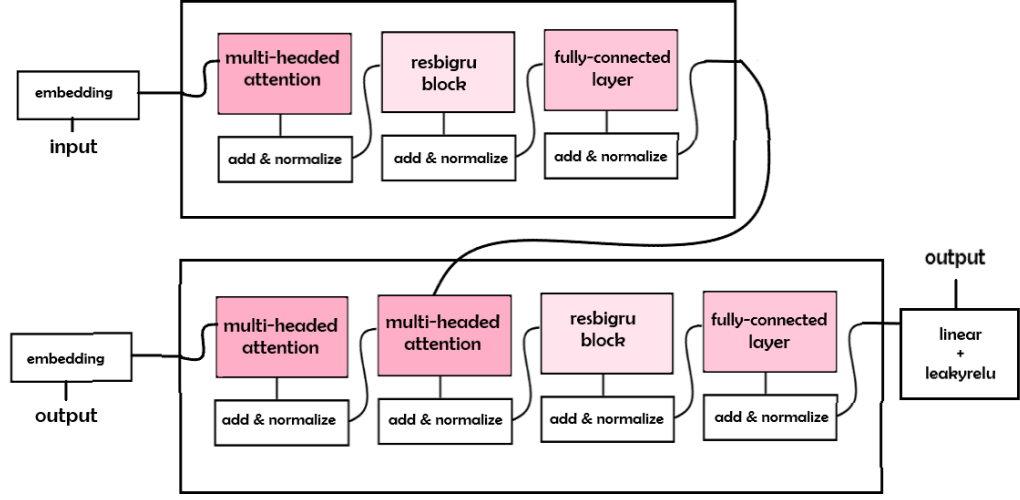 multi-headed
attention
resbigru
block
fully-connected
layer
embedding
input
add & normalize
add & normalize
add & normalize
output
multi-headed
attention
multi-headed
attention
resbigru
block
fully-connected
layer
linear
+
leakyrelu
embedding
output
add & normalize
add & normalize
add & normalize
add & normalize